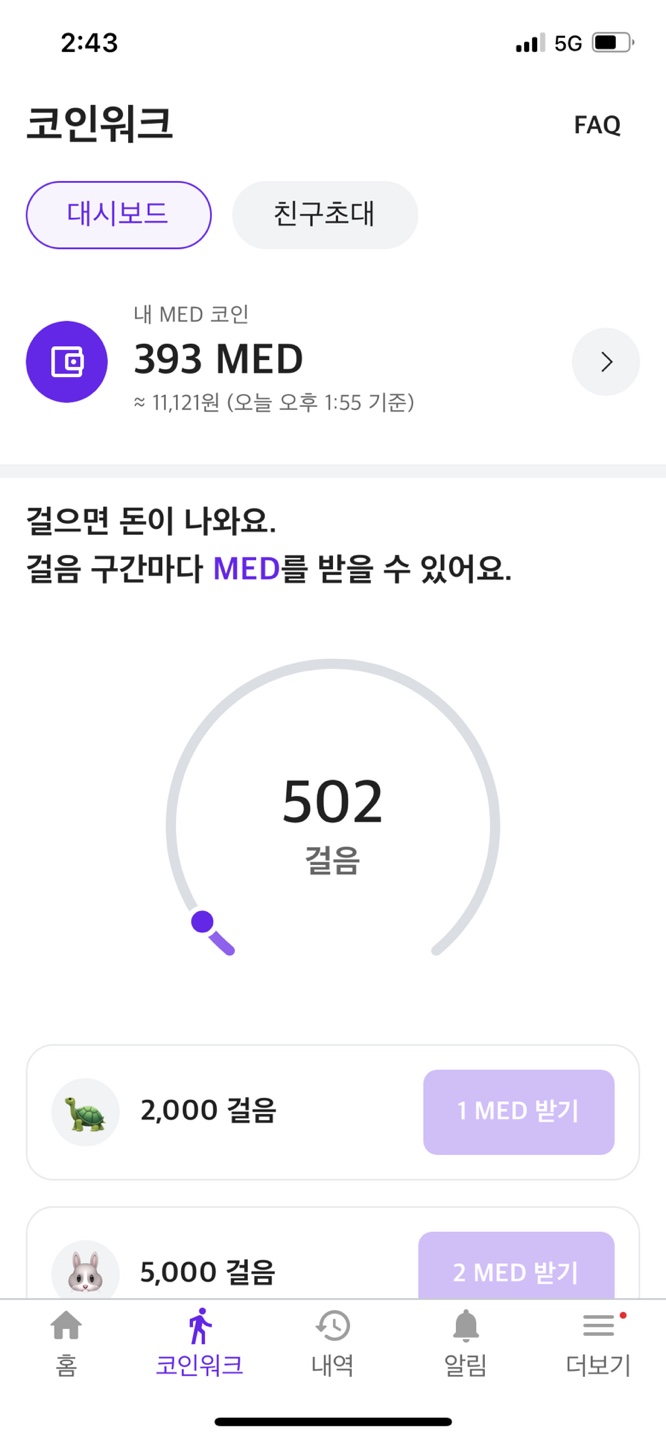 2:43
5G
코인워크
FAQ
대시보드
친구초대
내 MED 코인
393 MED
≈ 11,121원 (오늘 오후 1:55 기준)
걸으면 돈이 나와요.
걸음 구간마다 MED를 받을 수 있어요.
502
걸음
2,000 걸음
1 MED 받기
5,000 걸음
2 MED 받기
홈
코인워크
내역
알림
더보기